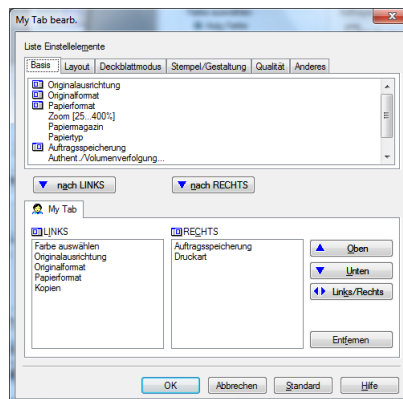 My Tab bearb.
Liste Einstellelemente
Basis Layout Deckblattmodus Stempel/Gestaltung Qualität Anderes
Originalausrichtung
Originalformat
Papierformat
Zoom [25...400%]
Papiermagazin
Papiertyp
Auftragsspeicherung
Authent./Volumenverfolgung...
nach LINKS nach RECHTS
My Tab
LINKS RECHTS
Farbe auswählen Auftragsspeicherung
Originalausrichtung Druckart
Originalformat
Papierformat
Kopien
Oben
Unten
Links/Rechts
Entfernen
OK Abbrechen Standard Hilfe